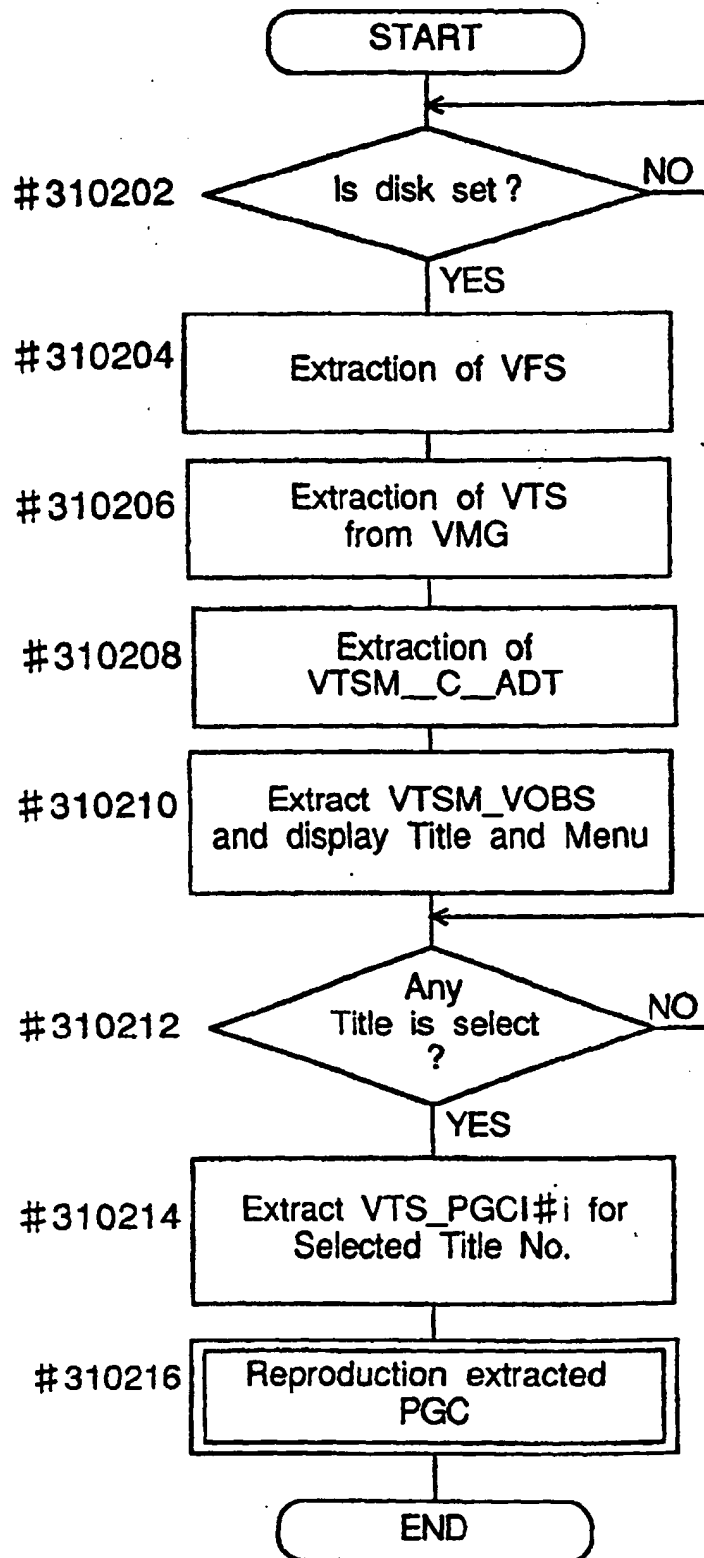 START
#310202
Is disk set ?
NO
YES
#310204
Extraction of VFS
#310206
Extraction of VTS
from VMG
#310208
Extraction of
VTSM__C__ADT
#310210
Extract VTSM_VOBS
and display Title and Menu
#310212
Any
Title is select
?
NO
YES
#310214
Extract VTS_PGCI#i for
Selected Title No.
#310216
Reproduction extracted
PGC
END